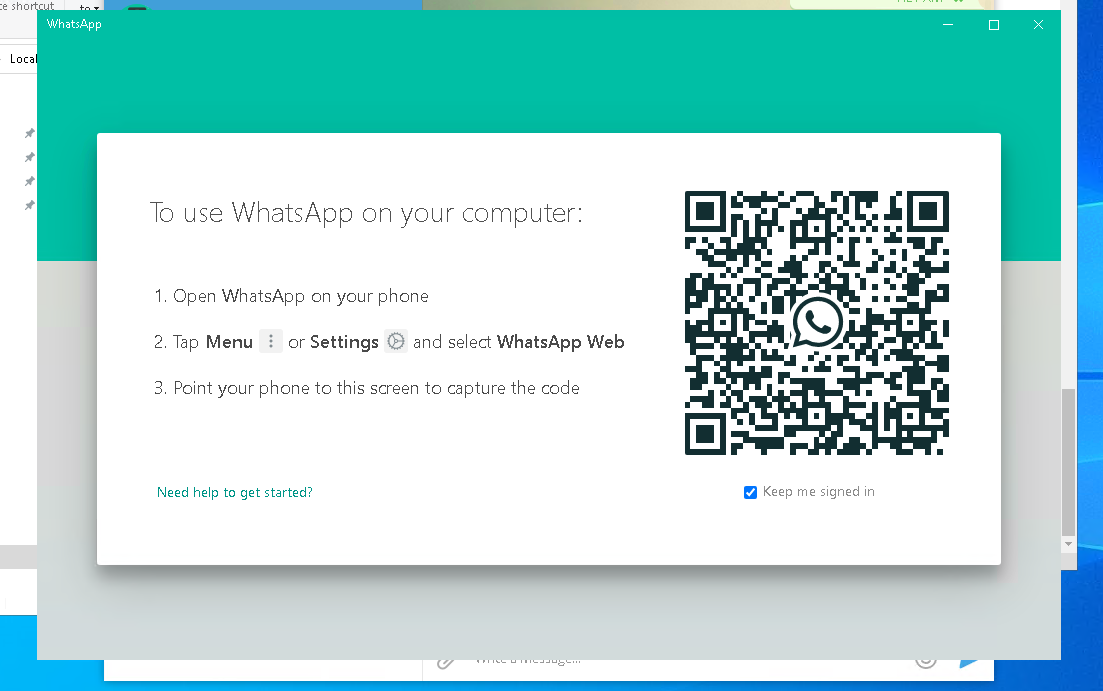 ce shortcut
to
WhatsApp
Local
To use WhatsApp on your computer:
1. Open WhatsApp on your phone
2. Tap Menu or Settings and select WhatsApp Web
3. Point your phone to this screen to capture the code
Need help to get started?
Keep me signed in
Write a message...